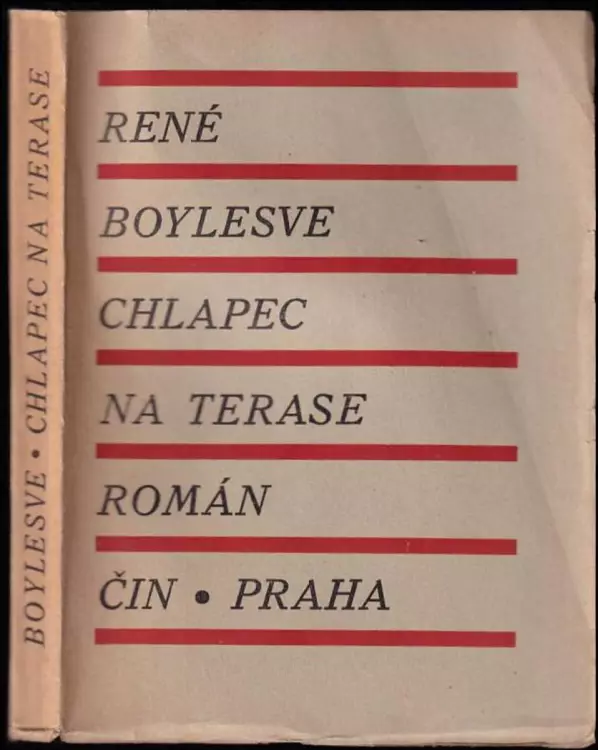 BOYLESVE • CHLAPEC NA TERASE
RENÉ
BOYLESVE
CHLAPEC
NA TERASE
ROMÁN
ČIN • PRAHA